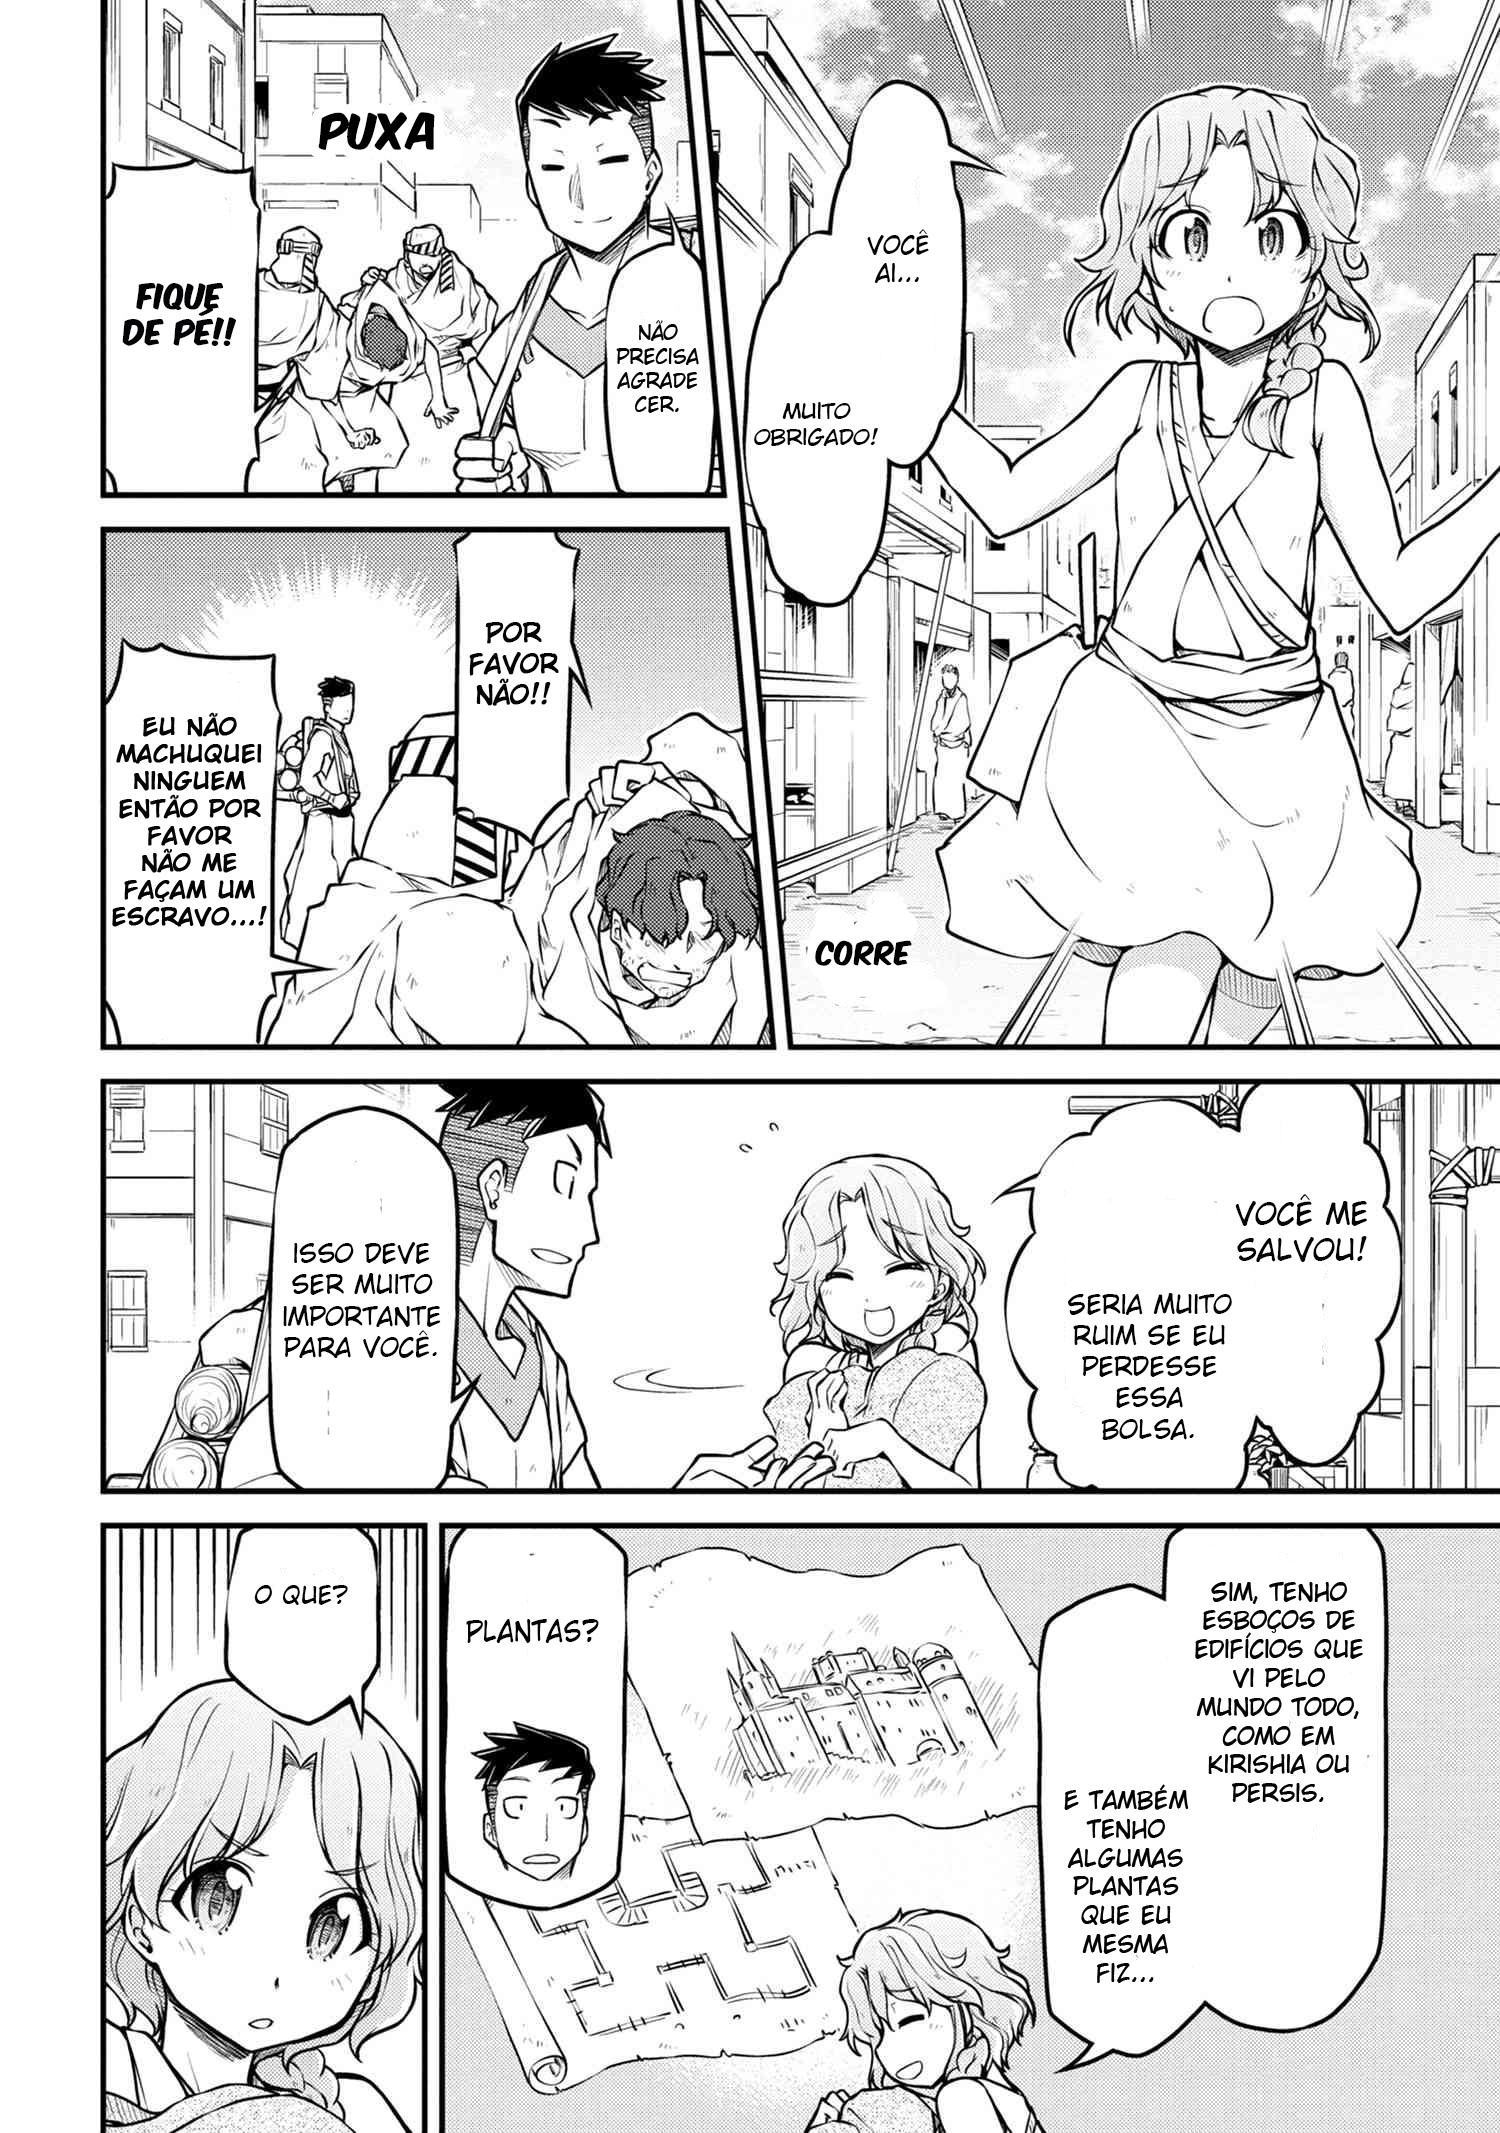 VOCÊ
AI...
MUITO
OBRIGADO!
CORRE
PUXA
NÃO
PRECISA
AGRADE
CER.
FIQUE
DE PÉ!!
POR
FAVOR
NÃO!!
EU NÃO
MACHUQUEI
NINGUEM
ENTÃO POR
FAVOR
NÃO ME
FAÇAM UM
ESCRAVO...!
VOCÊ ME
SALVOU!
SERIA MUITO
RUIM SE EU
PERDESSE
ESSA
BOLSA.
ISSO DEVE
SER MUITO
IMPORTANTE
PARA VOCÊ.
SIM, TENHO
ESBOÇOS DE
EDIFÍCIOS QUE
VI PELO
MUNDO TODO,
COMO EM
KIRISHIA OU
PERSIS.
E TAMBÉM
TENHO
ALGUMAS
PLANTAS
QUE EU
MESMA
FIZ...
PLANTAS?
O QUE?